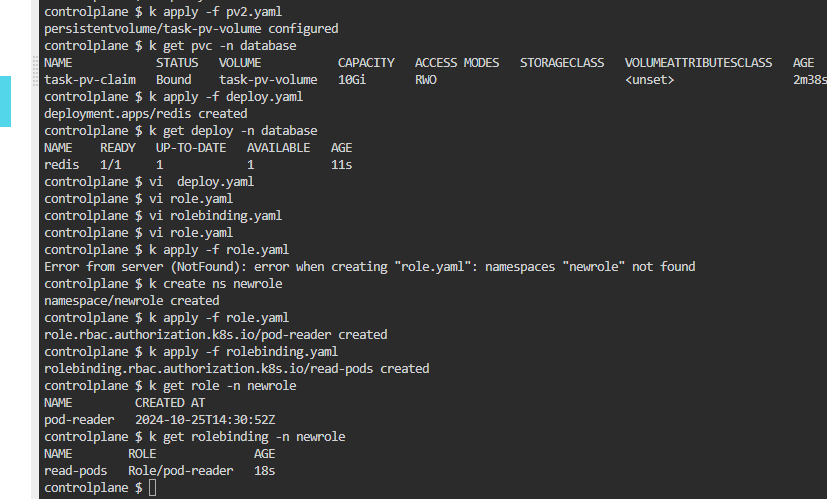 controlplane $ k apply -f pv2.yaml
persistentvolume/task-pv-volume configured
controlplane $ k get pvc -n database
NAME STATUS VOLUME CAPACITY ACCESS MODES STORAGECLASS VOLUMEATTRIBUTESCLASS AGE
task-pv-claim Bound task-pv-volume 10Gi RWO <unset> 2m38s
controlplane $ k apply -f deploy.yaml
deployment.apps/redis created
controlplane $ k get deploy -n database
NAME READY UP-TO-DATE AVAILABLE AGE
redis 1/1 1 1 11s
controlplane $ vi  deploy.yaml
controlplane $ vi role.yaml
controlplane $ vi rolebinding.yaml
controlplane $ vi role.yaml
controlplane $ k apply -f role.yaml
Error from server (NotFound): error when creating "role.yaml": namespaces "newrole" not found
controlplane $ k create ns newrole
namespace/newrole created
controlplane $ k apply -f role.yaml
role.rbac.authorization.k8s.io/pod-reader created
controlplane $ k apply -f rolebinding.yaml
rolebinding.rbac.authorization.k8s.io/read-pods created
controlplane $ k get role -n newrole
NAME CREATED AT
pod-reader 2024-10-25T14:30:52Z
controlplane $ k get rolebinding -n newrole
NAME ROLE AGE
read-pods Role/pod-reader 18s
controlplane $